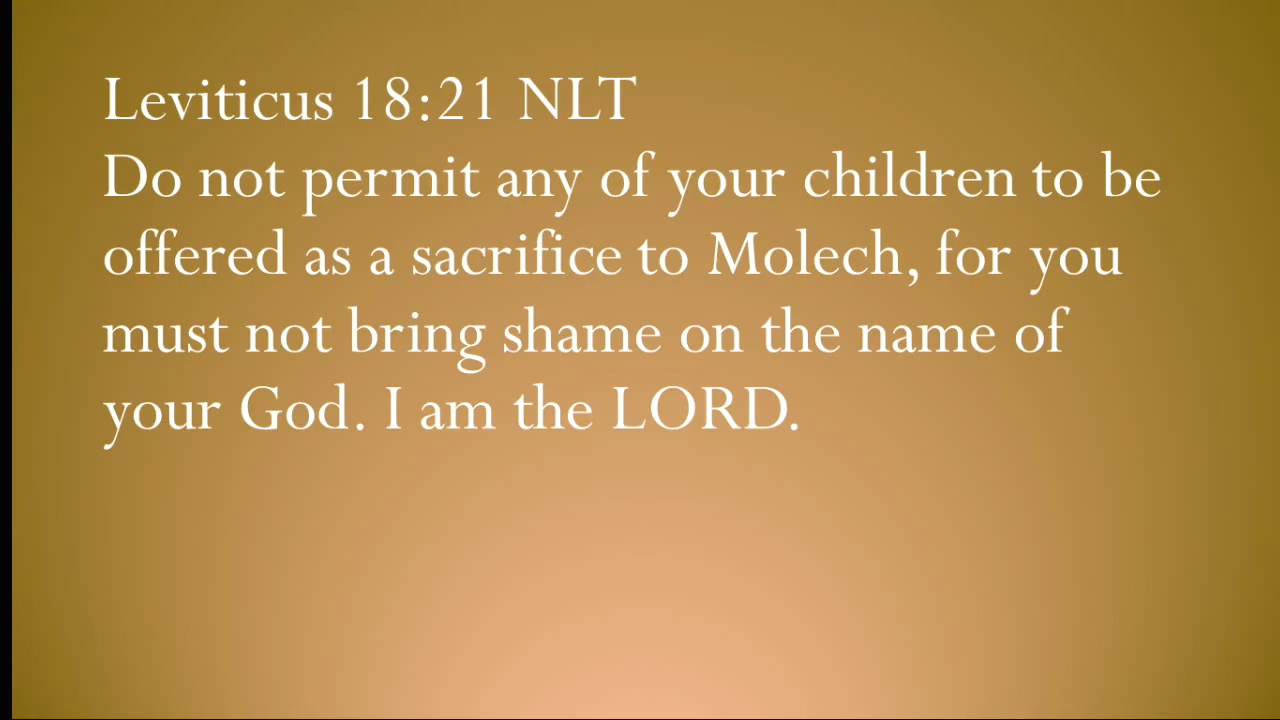 Leviticus 18:21 NLT
Do not permit any of your children to be
offered as a sacrifice to Molech, for you
must not bring shame on the name of
your God. I am the LORD.